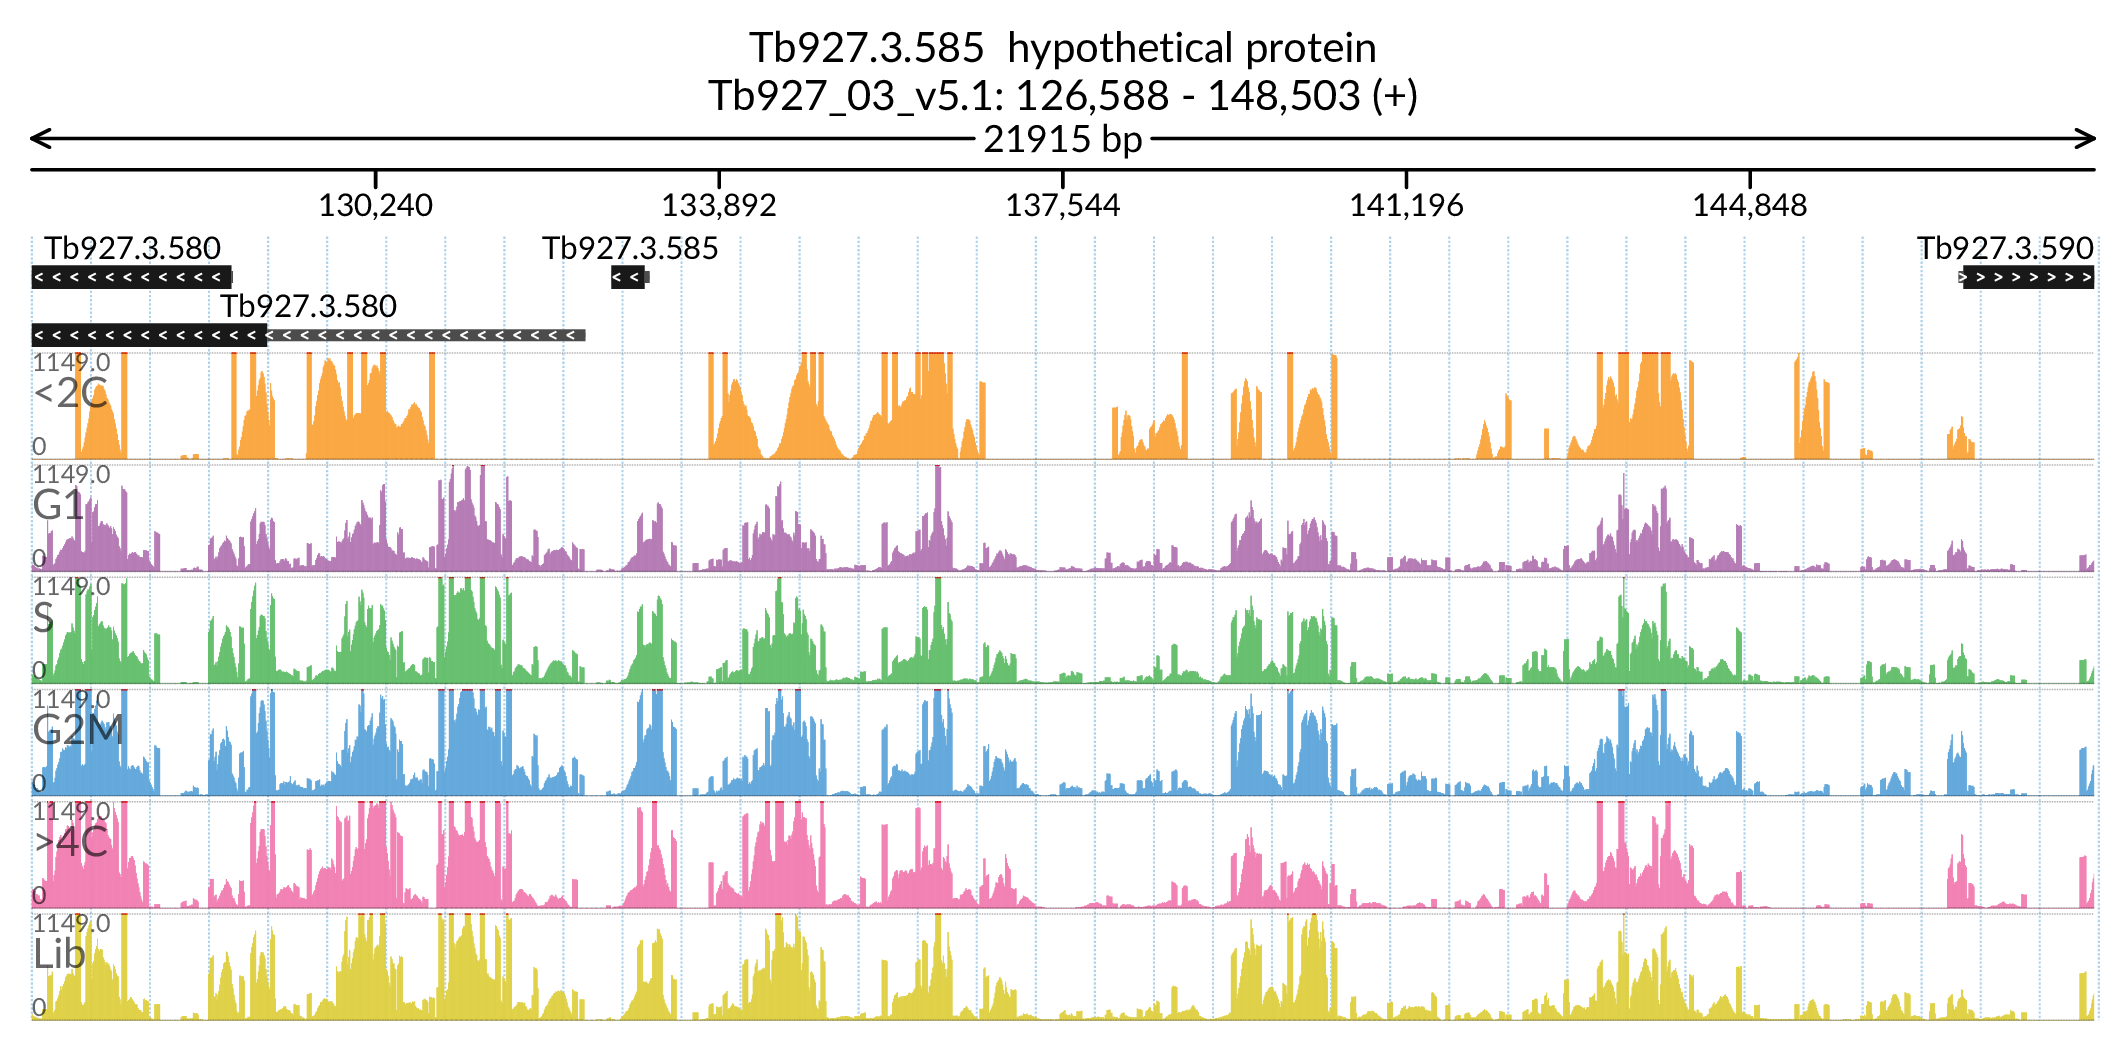 Tb927.3.585  hypothetical protein
Tb927_03_v5.1: 126,588 - 148,503 (+)
21915 bp
130,240 133,892 137,544 141,196 144,848
Tb927.3.580 Tb927.3.585 Tb927.3.590
Tb927.3.580
1149.0
<2C
0
1149.0
G1
0
1149.0
S
0
1149.0
G2M
0
1149.0
>4C
0
1149.0
Lib
0